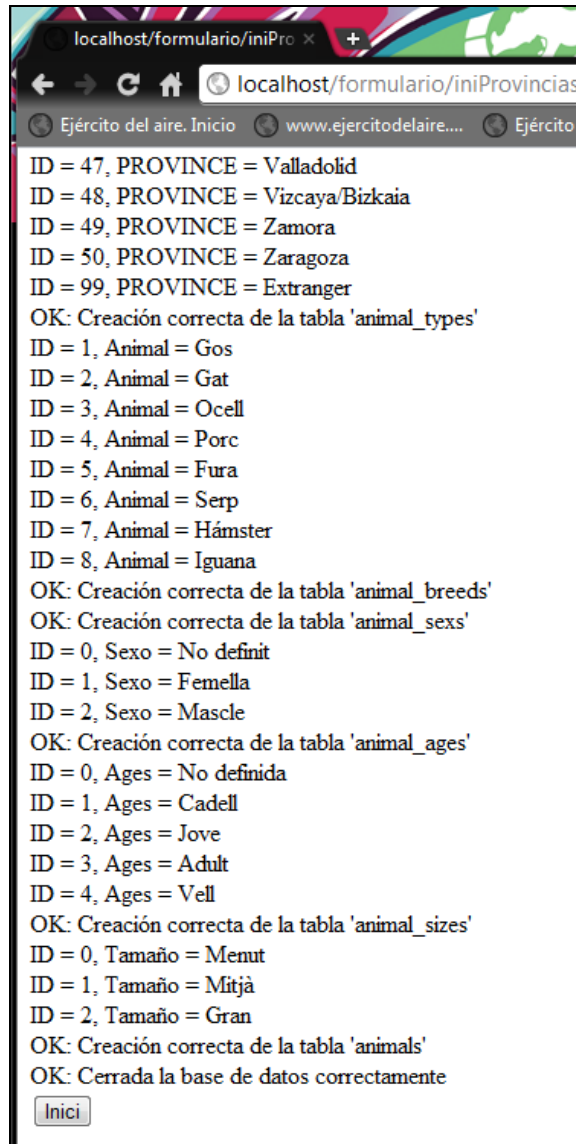 localhost/formulario/iniPro
localhost/formulario/iniProvincias
Ejército del aire. Inicio www.ejercitodelaire.... Ejército
ID = 47, PROVINCE = Valladolid
ID = 48, PROVINCE = Vizcaya/Bizkaia
ID = 49, PROVINCE = Zamora
ID = 50, PROVINCE = Zaragoza
ID = 99, PROVINCE = Extranger
OK: Creación correcta de la tabla 'animal_types'
ID = 1, Animal = Gos
ID = 2, Animal = Gat
ID = 3, Animal = Ocell
ID = 4, Animal = Porc
ID = 5, Animal = Fura
ID = 6, Animal = Serp
ID = 7, Animal = Hámster
ID = 8, Animal = Iguana
OK: Creación correcta de la tabla 'animal_breeds'
OK: Creación correcta de la tabla 'animal_sexs'
ID = 0, Sexo = No definit
ID = 1, Sexo = Femella
ID = 2, Sexo = Mascle
OK: Creación correcta de la tabla 'animal_ages'
ID = 0, Ages = No definida
ID = 1, Ages = Cadell
ID = 2, Ages = Jove
ID = 3, Ages = Adult
ID = 4, Ages = Vell
OK: Creación correcta de la tabla 'animal_sizes'
ID = 0, Tamaño = Menut
ID = 1, Tamaño = Mitjà
ID = 2, Tamaño = Gran
OK: Creación correcta de la tabla 'animals'
OK: Cerrada la base de datos correctamente
Inici